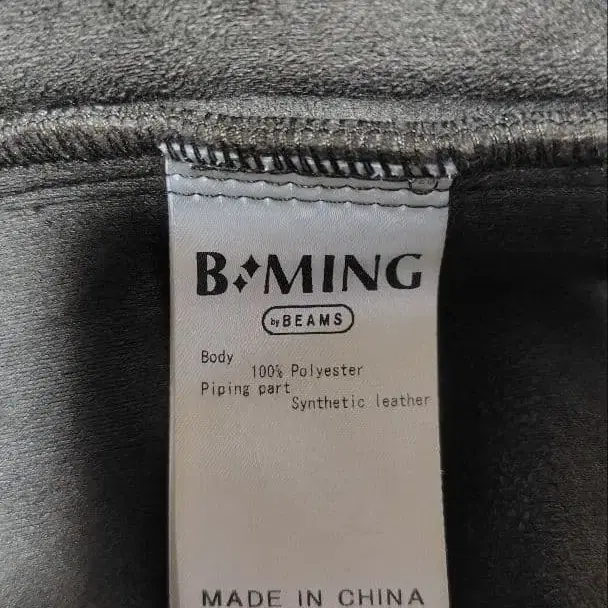 B MING
by BEAMS
Body
100% Polyester
Piping part
Synthetic leather
MADE IN CHINA